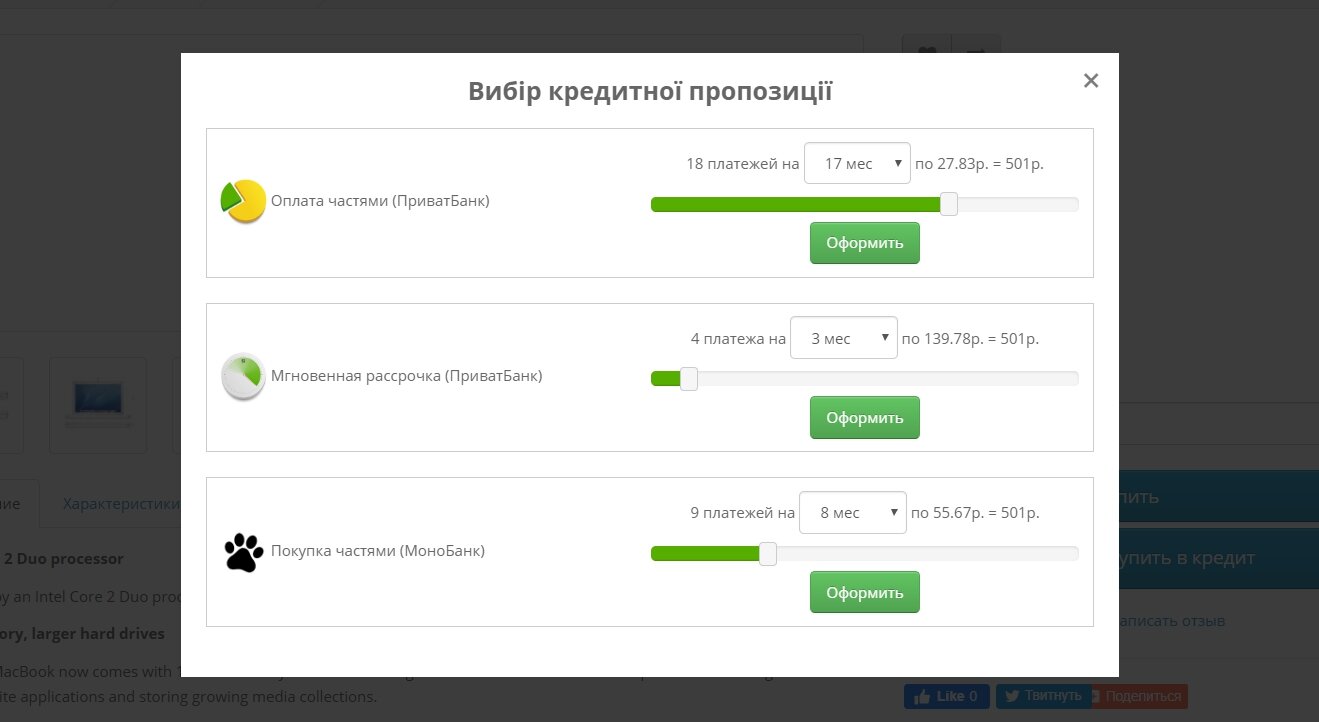 Вибір кредитної пропозиції
×
18 платежей на 17 мес по 27.83р. = 501р.
Оплата частями (ПриватБанк)
Оформить
4 платежа на 3 мес по 139.78р. = 501р.
Мгновенная рассрочка (ПриватБанк)
Оформить
9 платежей на 8 мес по 55.67р. = 501р.
Покупка частями (МоноБанк)
Оформить
Характеристики
2 Duo processor
by an Intel Core 2 Duo
ory, larger hard drives
MacBook now comes with 1
ite applications and storing growing media collections.
пить
упить в кредит
аписать отзыв
Like 0
Твитнуть
Поделиться